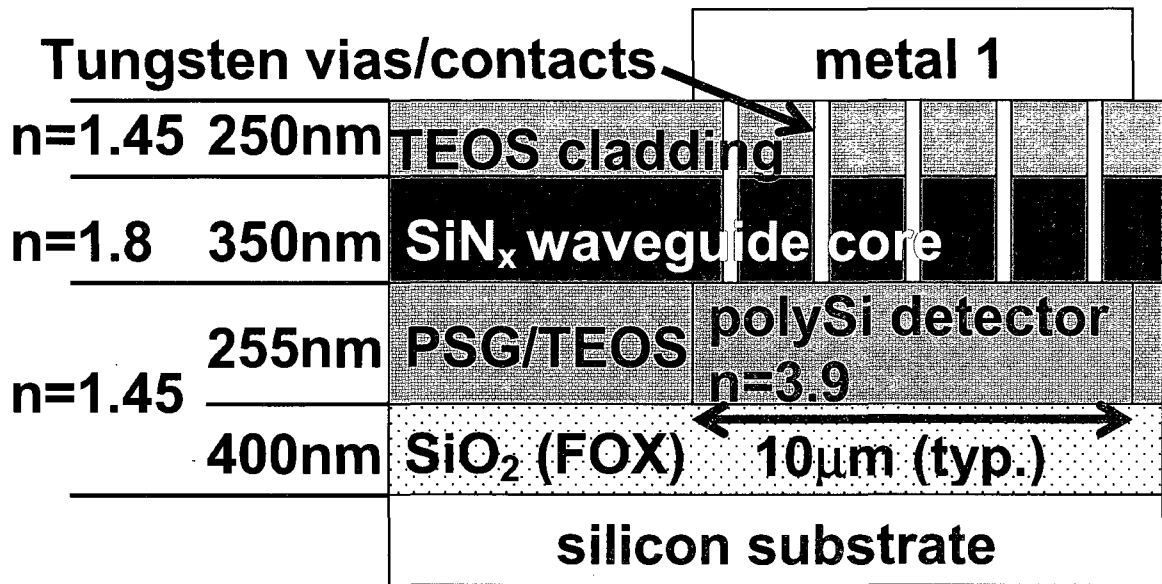 Tungsten vias/contacts
metal 1
n=1.45 250nm TEOS cladding
n=1.8 350nm SiNₓ waveguide core
255nm PSG/TEOS
polySi detector
n=3.9
n=1.45
400nm SiO₂ (FOX) 10μm (typ.)
silicon substrate